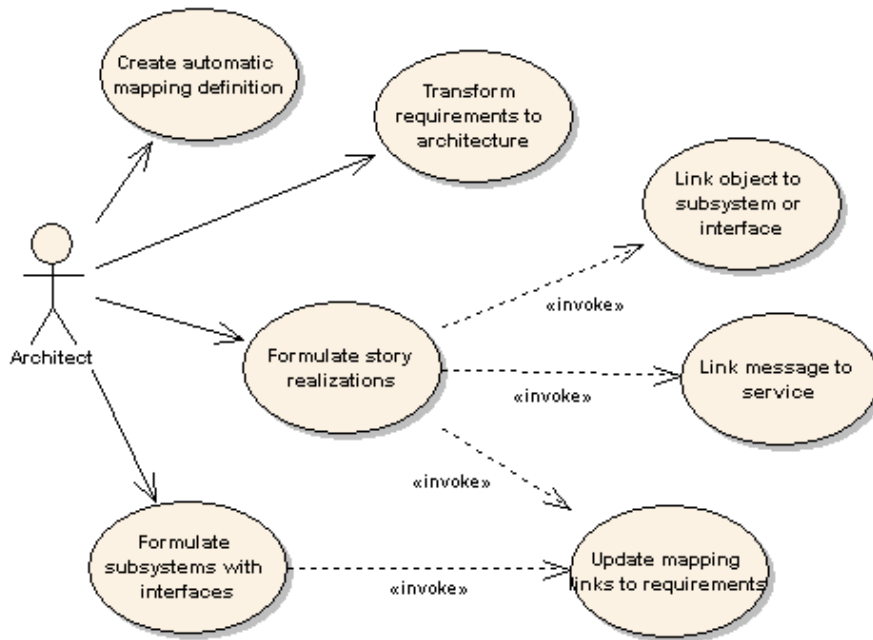 Create automatic
mapping definition
Transform
requirements to
architecture
Link object to
subsystem or
interface
«invoke»
Architect
Formulate story
realizations
Link message to
service
«invoke»
«invoke»
Formulate
subsystems with
interfaces
Update mapping
links to requirements
«invoke»